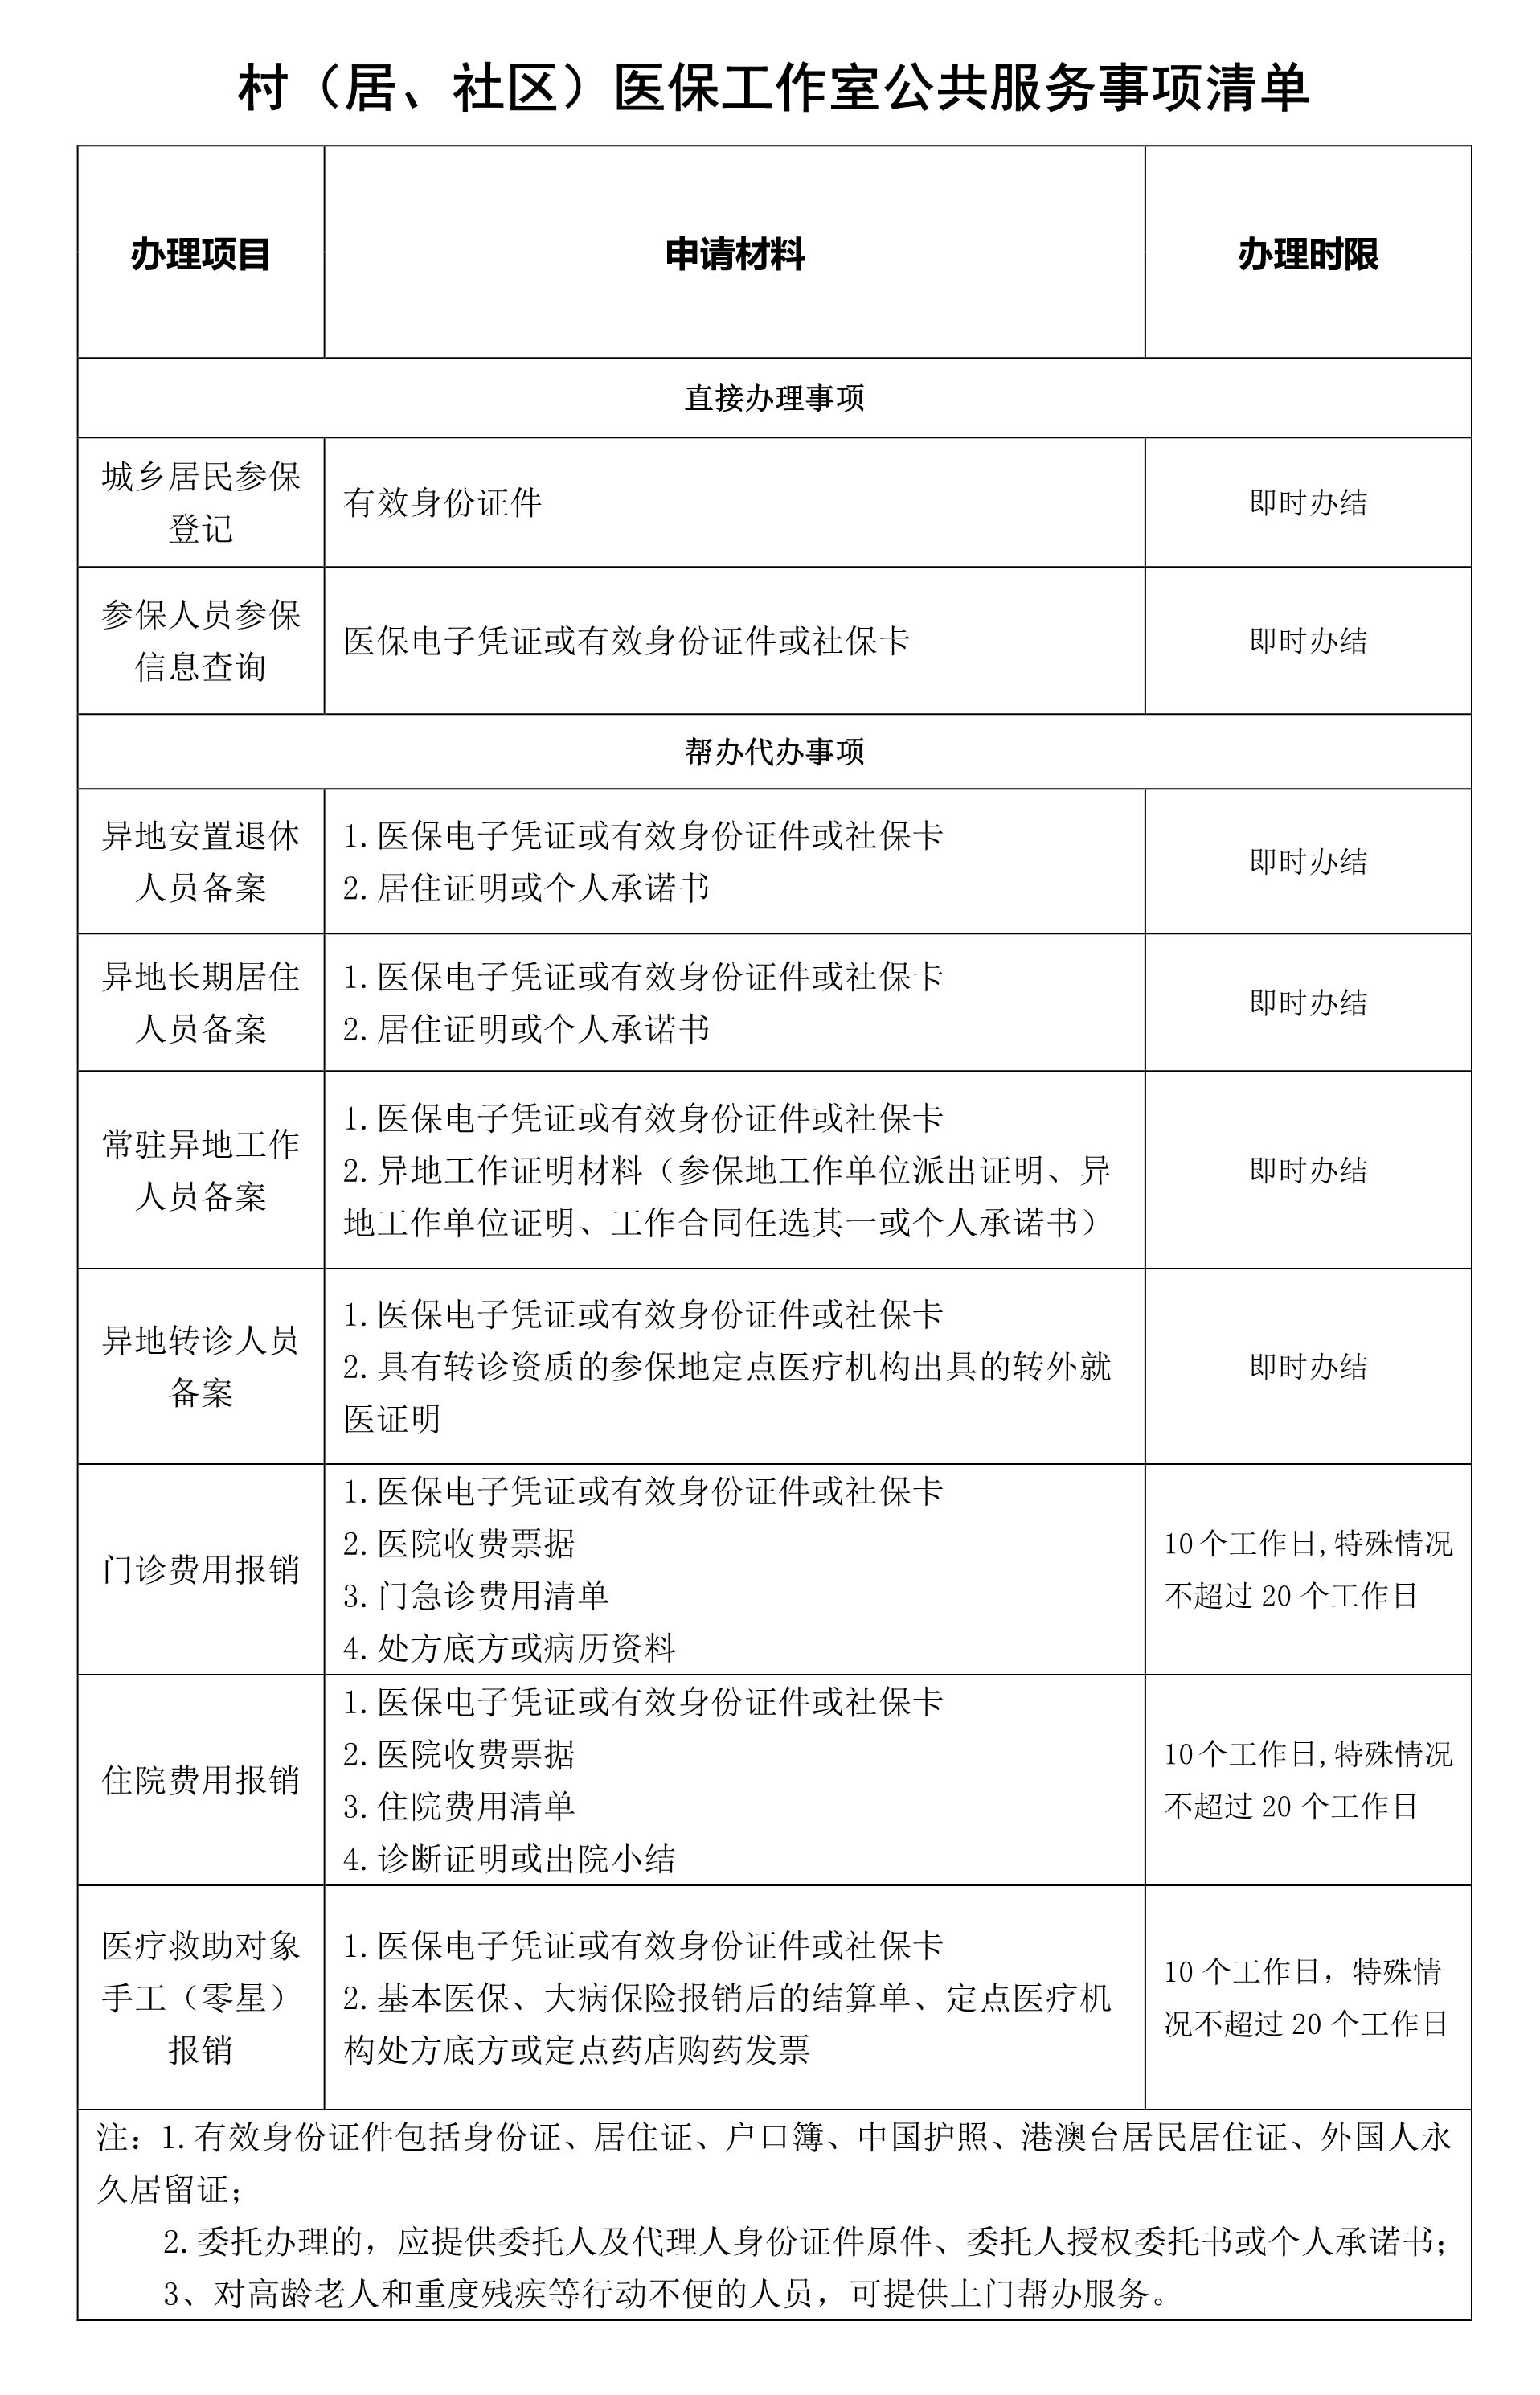 村（居、社区）医保工作室公共服务事项清单
办理项目
申请材料
办理时限
直接办理事项
城乡居民参保
登记
有效身份证件
即时办结
参保人员参保
信息查询
医保电子凭证或有效身份证件或社保卡
即时办结
帮办代办事项
异地安置退休
人员备案
1.医保电子凭证或有效身份证件或社保卡
2.居住证明或个人承诺书
即时办结
异地长期居住
人员备案
1.医保电子凭证或有效身份证件或社保卡
2.居住证明或个人承诺书
即时办结
常驻异地工作
人员备案
1.医保电子凭证或有效身份证件或社保卡
2.异地工作证明材料（参保地工作单位派出证明、异
地工作单位证明、工作合同任选其一或个人承诺书）
即时办结
异地转诊人员
备案
1.医保电子凭证或有效身份证件或社保卡
2.具有转诊资质的参保地定点医疗机构出具的转外就
医证明
即时办结
门诊费用报销
1.医保电子凭证或有效身份证件或社保卡
2.医院收费票据
3.门急诊费用清单
4.处方底方或病历资料
10个工作日,特殊情况
不超过20个工作日
住院费用报销
1.医保电子凭证或有效身份证件或社保卡
2.医院收费票据
3.住院费用清单
4.诊断证明或出院小结
10个工作日,特殊情况
不超过20个工作日
医疗救助对象
手工（零星）
报销
1.医保电子凭证或有效身份证件或社保卡
2.基本医保、大病保险报销后的结算单、定点医疗机
构处方底方或定点药店购药发票
10个工作日，特殊情
况不超过20个工作日
注：1.有效身份证件包括身份证、居住证、户口簿、中国护照、港澳台居民居住证、外国人永
久居留证；
2.委托办理的，应提供委托人及代理人身份证件原件、委托人授权委托书或个人承诺书；
3、对高龄老人和重度残疾等行动不便的人员，可提供上门帮办服务。